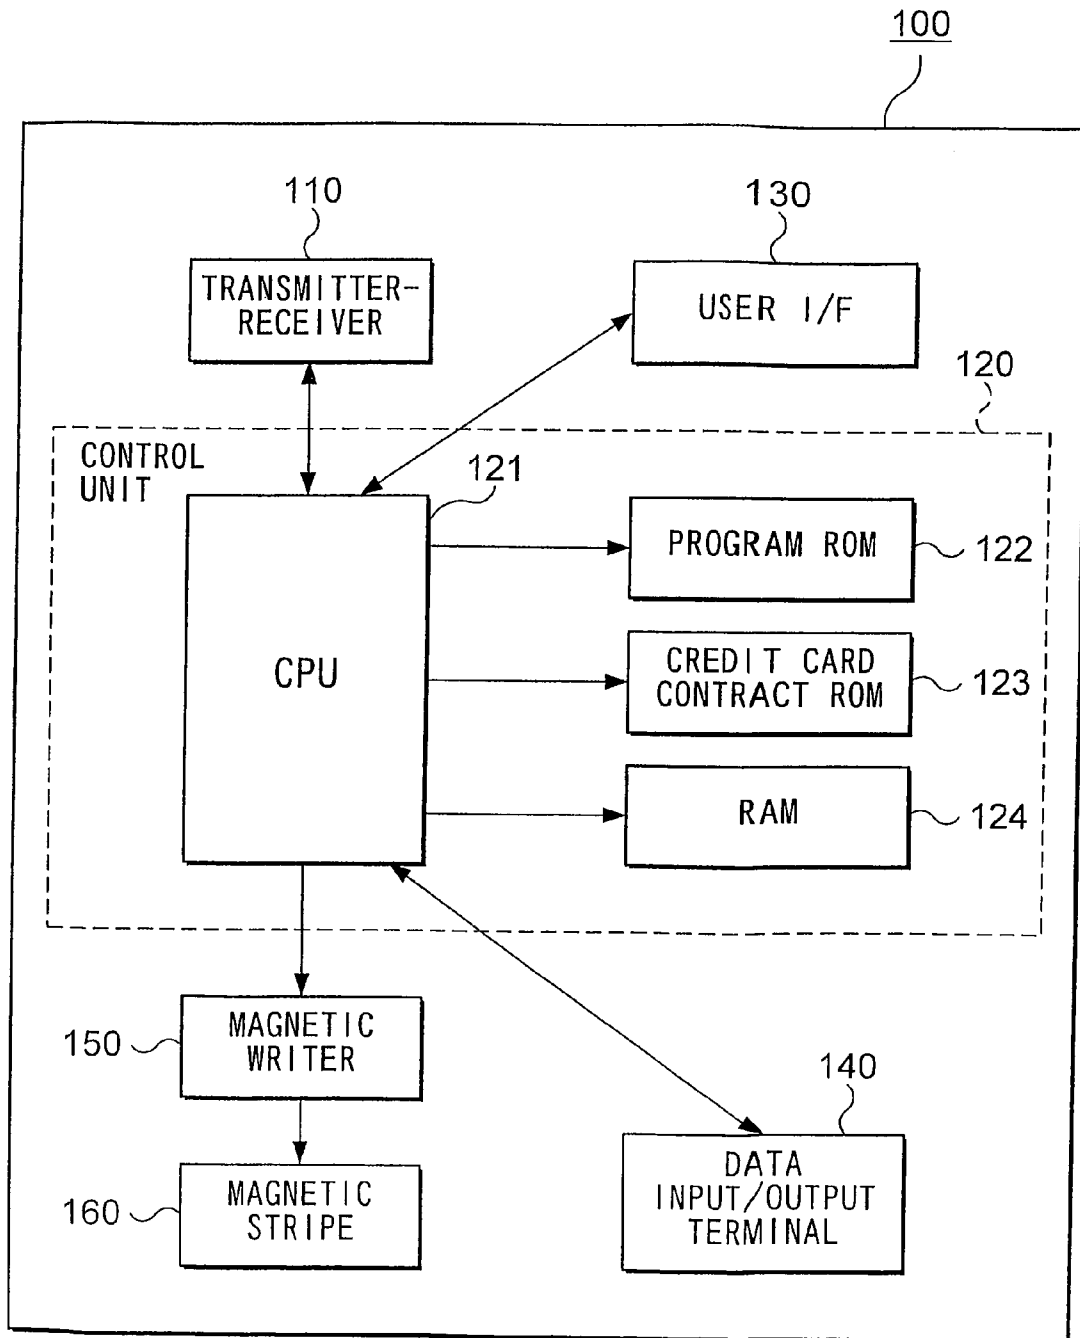 100
110
130
TRANSMITTER-
RECEIVER
USER I/F
120
CONTROL
UNIT
121
PROGRAM ROM
122
CPU
CREDIT CARD
CONTRACT ROM
123
RAM
124
150
MAGNETIC
WRITER
140
160
MAGNETIC
STRIPE
DATA
INPUT/OUTPUT
TERMINAL